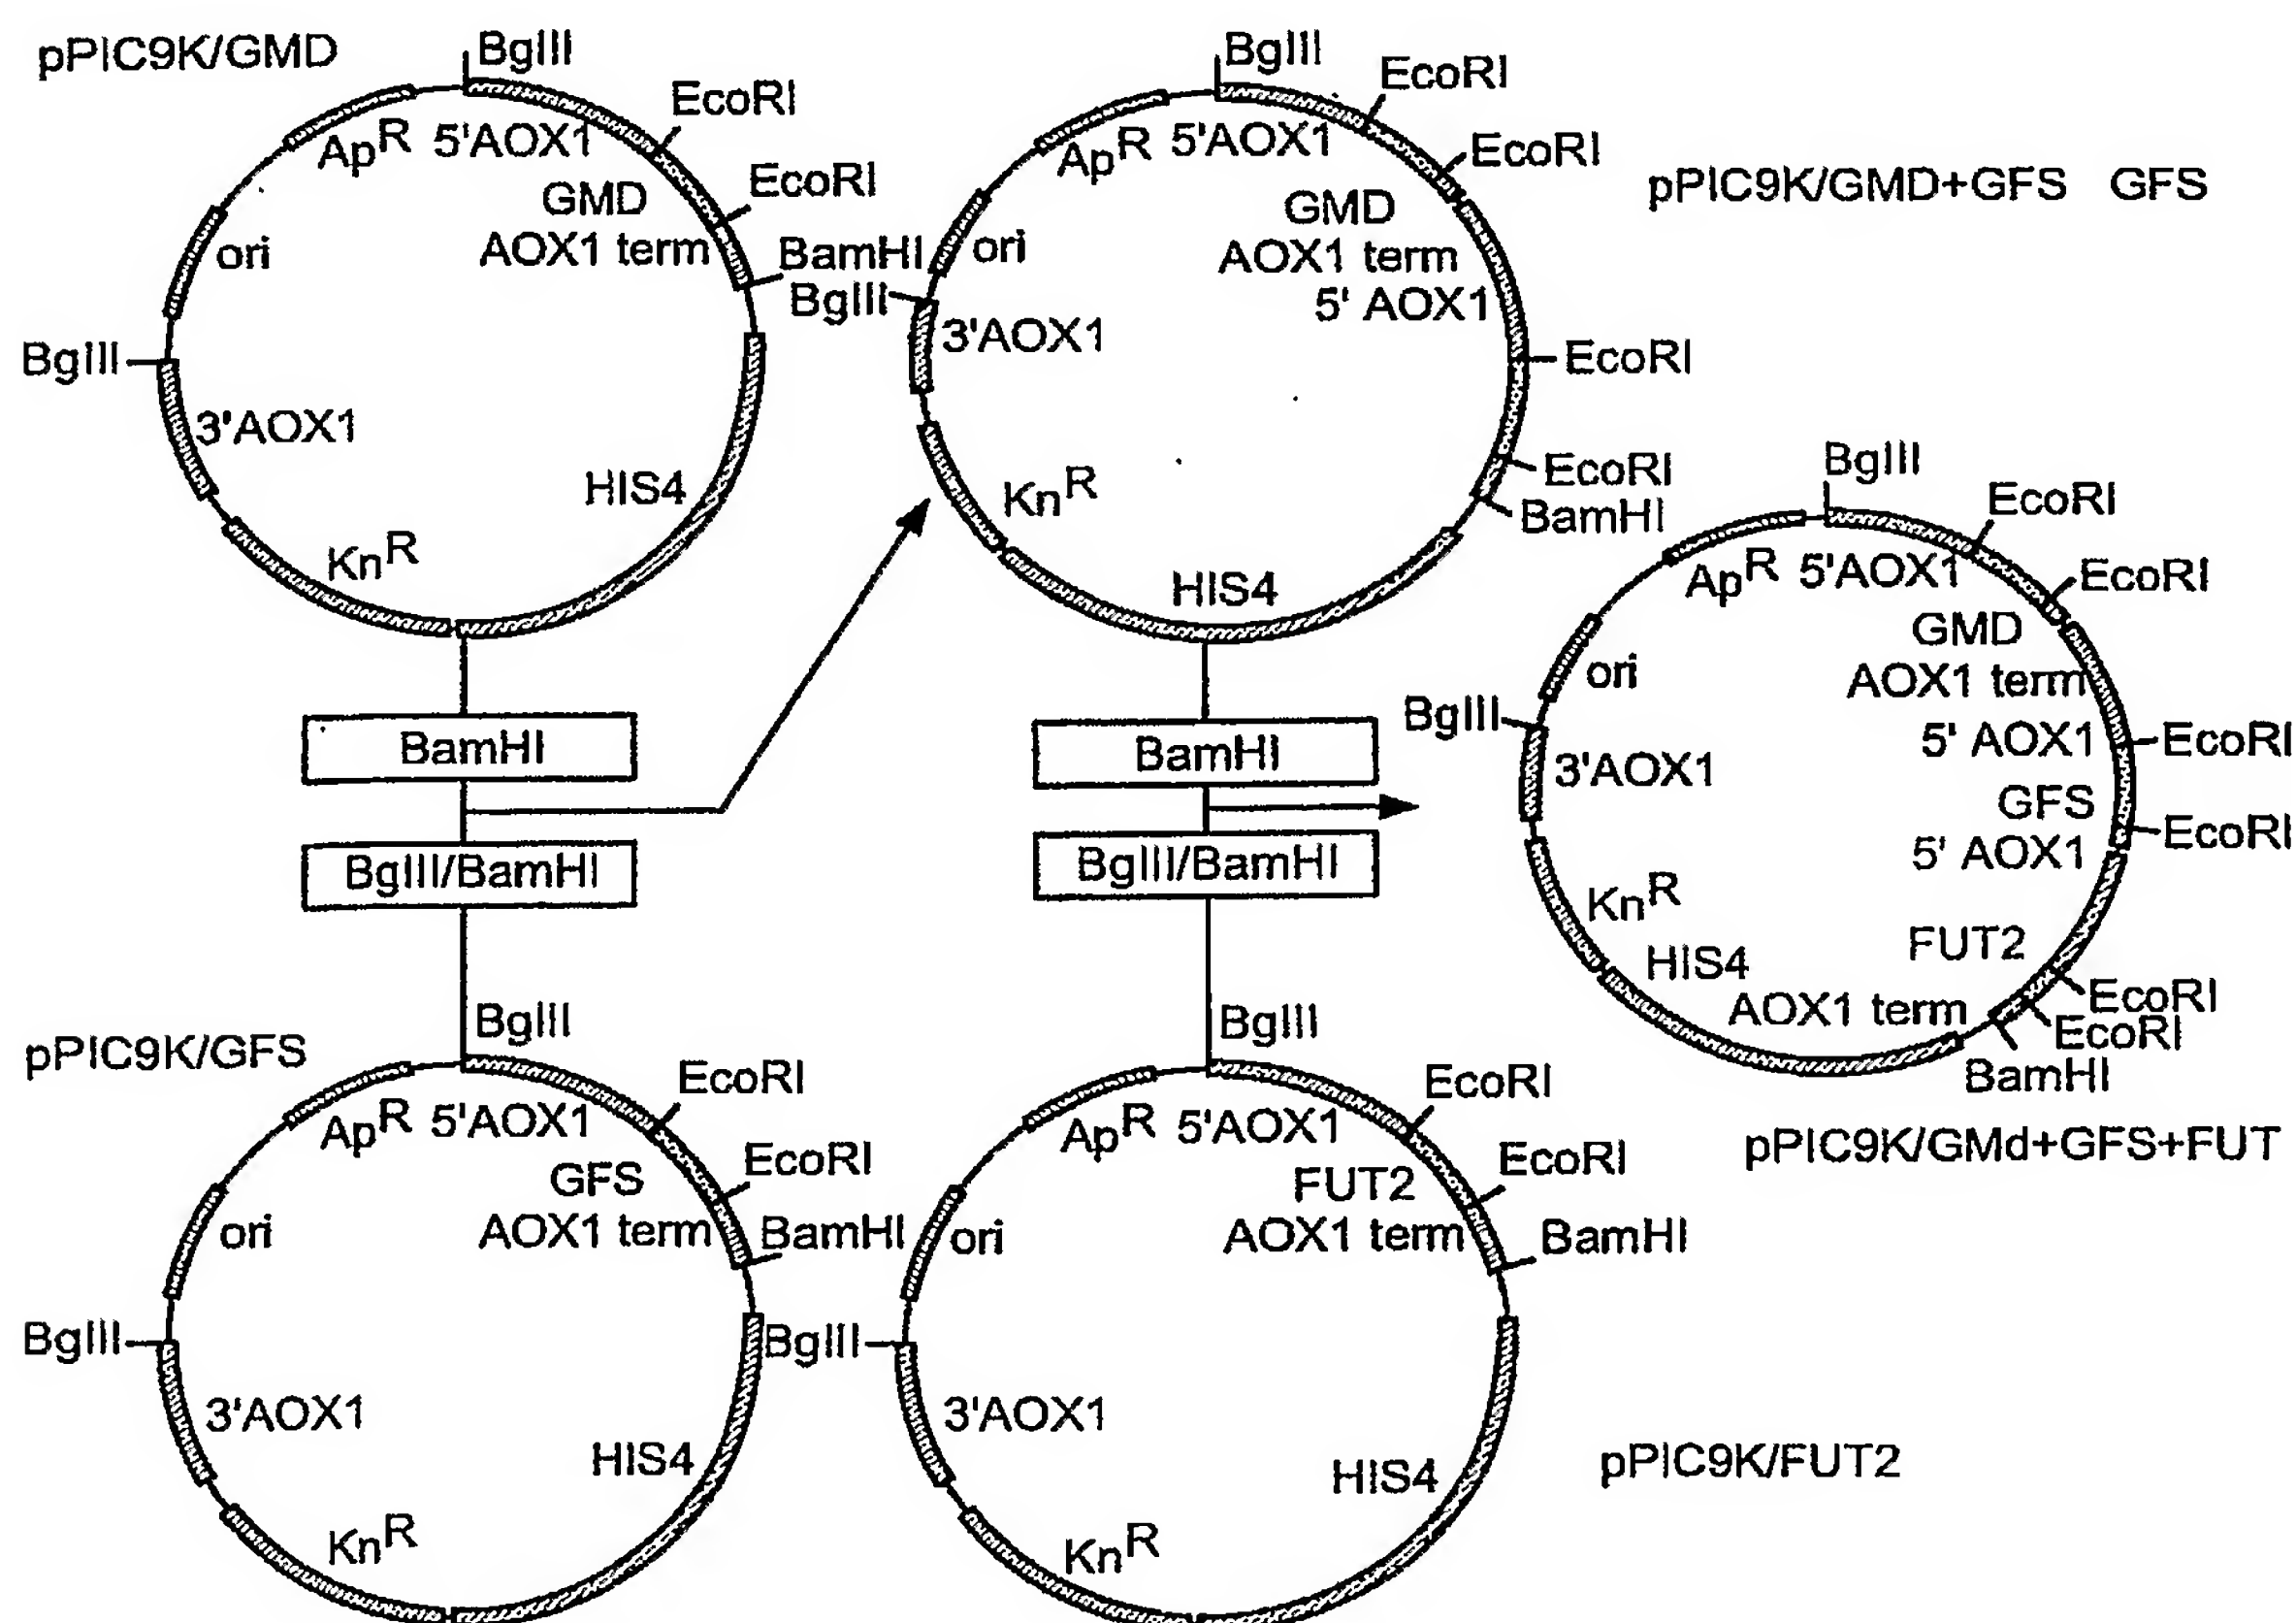 pPIC9K/GMD
BglII
EcoRI
ApR 5'AOX1
EcoRI
GMD
AOX1 term
BamHI
ori
BglII
3'AOX1
HIS4
KnR
BamHI
BglII/BamHI
BglII
EcoRI
ApR 5'AOX1
EcoRI
pPIC9K/GMD+GFS GFS
GMD
AOX1 term
5' AOX1
ori
BglII
3'AOX1
EcoRI
EcoRI
BamHI
KnR
HIS4
BamHI
BglII/BamHI
BglII
EcoRI
ApR 5'AOX1
EcoRI
GMD
AOX1 term
ori
BglII
5' AOX1
EcoRI
3'AOX1
GFS
EcoRI
5' AOX1
KnR
FUT2
HIS4
AOX1 term
EcoRI
EcoRI
BamHI
pPIC9K/GMd+GFS+FUT
pPIC9K/GFS
BglII
EcoRI
ApR 5'AOX1
EcoRI
GFS
AOX1 term
BamHI
ori
BglII
3'AOX1
HIS4
KnR
BglII
EcoRI
ApR 5'AOX1
EcoRI
FUT2
AOX1 term
BamHI
ori
BglII
3'AOX1
HIS4
KnR
pPIC9K/FUT2